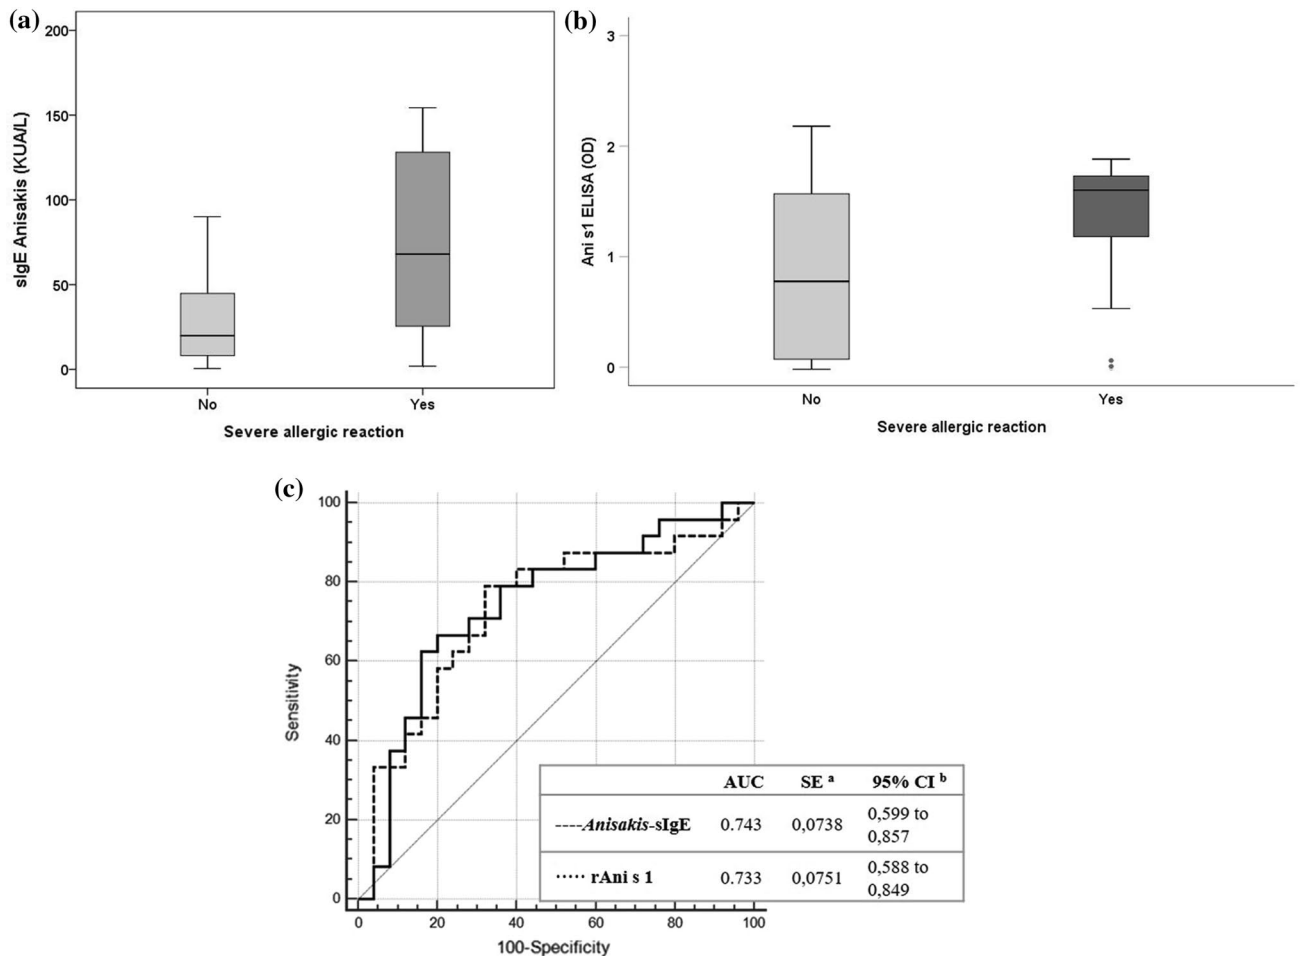 (a)
200
150
100
50
0
sIgE Anisakis (KUA/L)
No
Yes
Severe allergic reaction
(b)
3
2
1
0
Ani s1 ELISA (OD)
No
Yes
Severe allergic reaction
(c)
100
80
60
40
20
0
Sensitivity
0 20 40 60 80 100
100-Specificity
AUC SE a 95% CI b
----Anisakis-sIgE 0.743 0,0738 0,599 to
0,857
····· rAni s 1 0.733 0,0751 0,588 to
0,849